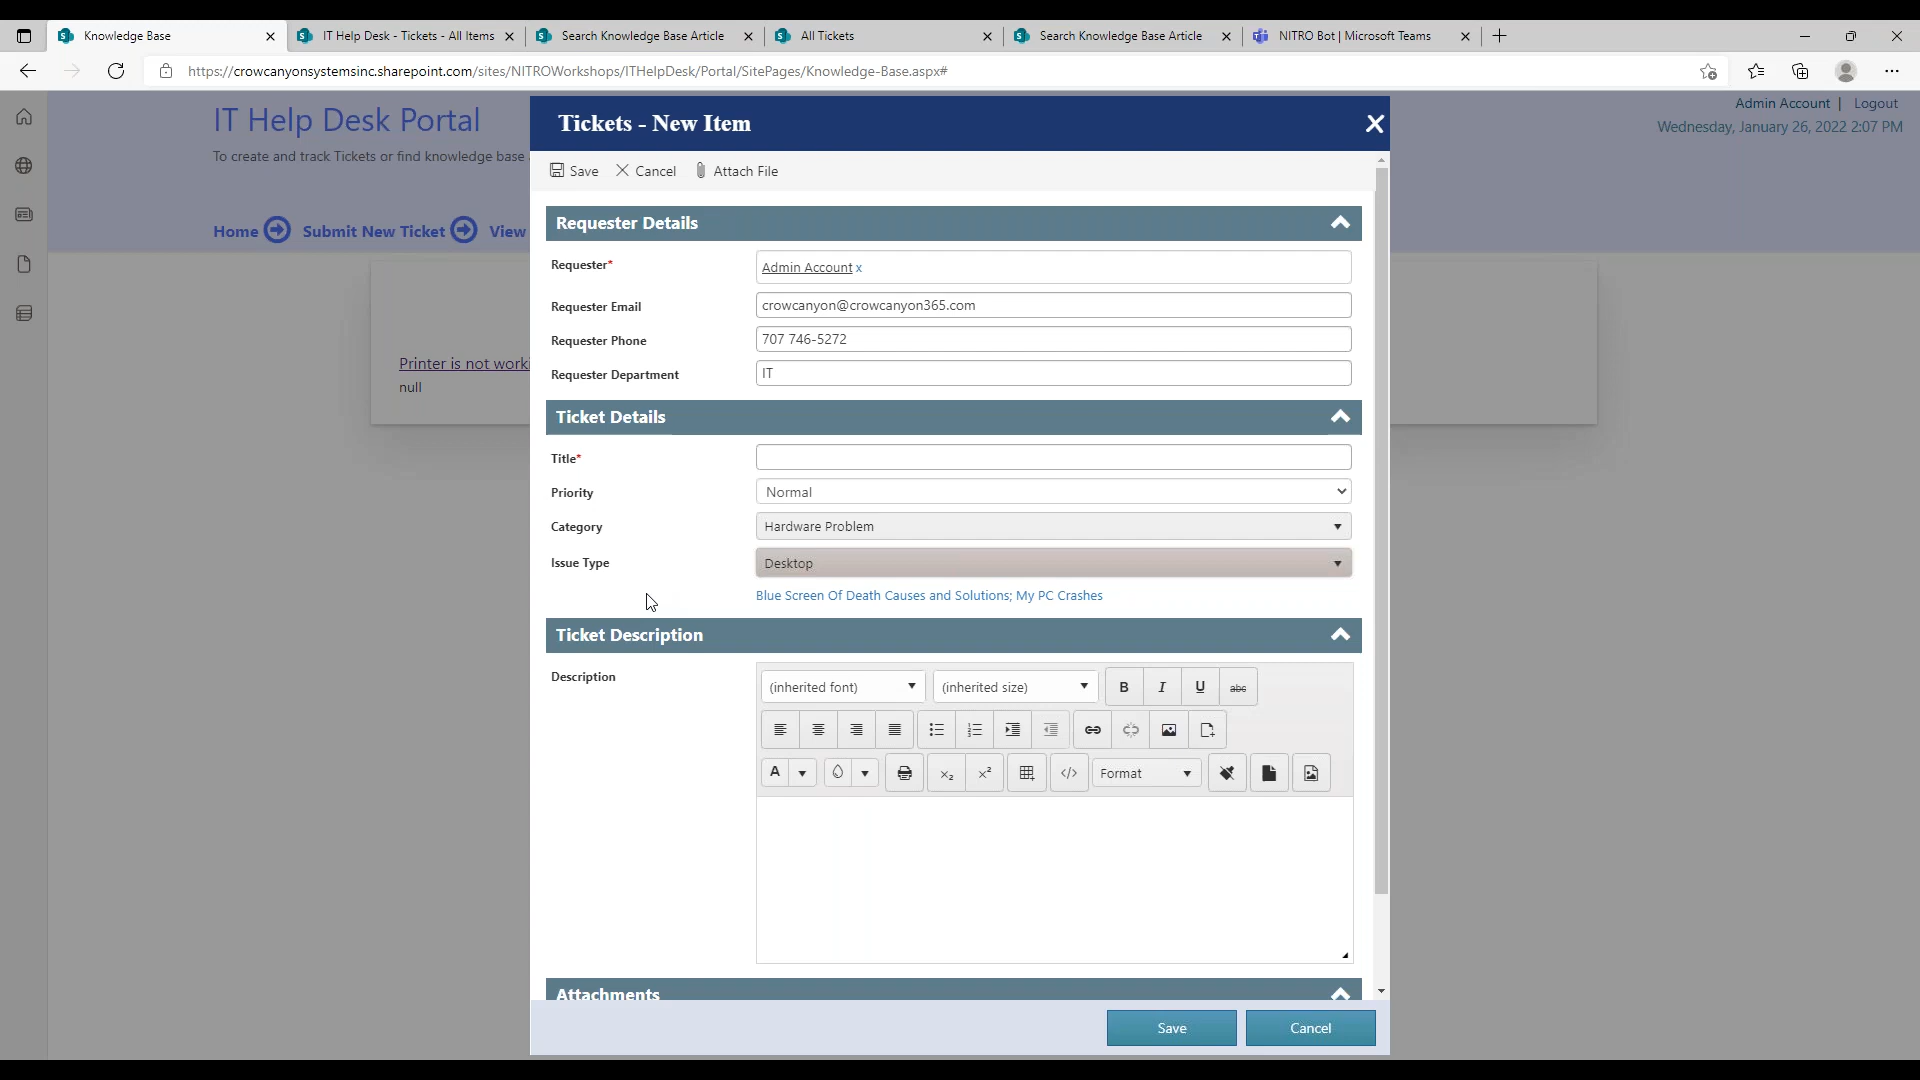 Knowledge Base
IT Help Desk - Tickets - All Items
Search Knowledge Base Article
All Tickets
Search Knowledge Base Article
NITRO Bot | Microsoft Teams
https://crowcanyonsystemsinc.sharepoint.com/sites/NITROWorkshops/ITHelpDesk/Portal/SitePages/Knowledge-Base.aspx#
IT Help Desk Portal
To create and track Tickets or find knowledge base
Admin Account | Logout
Wednesday, January 26, 2022 2:07 PM
Home Submit New Ticket View
Printer is not worki
null
Tickets - New Item
Save Cancel Attach File
Requester Details
Requester* Admin Account x
Requester Email crowcanyon@crowcanyon365.com
Requester Phone 707 746-5272
Requester Department IT
Ticket Details
Title*
Priority Normal
Category Hardware Problem
Issue Type Desktop
Blue Screen Of Death Causes and Solutions; My PC Crashes
Ticket Description
Description
(inherited font) (inherited size) B I U abc
A x₂ x² </> Format
Attachments
Save Cancel